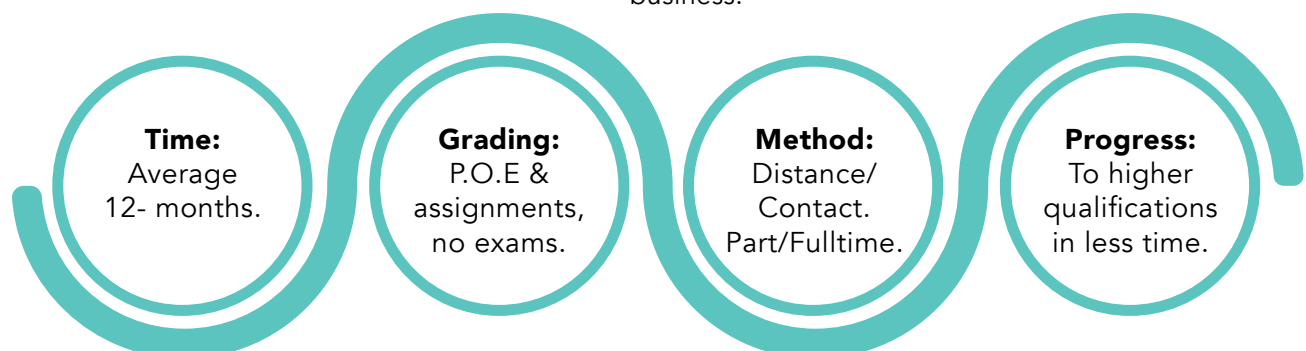 business.
Time:
Average
12- months.
Grading:
P.O.E &
assignments,
no exams.
Method:
Distance/
Contact.
Part/Fulltime.
Progress:
To higher
qualifications
in less time.